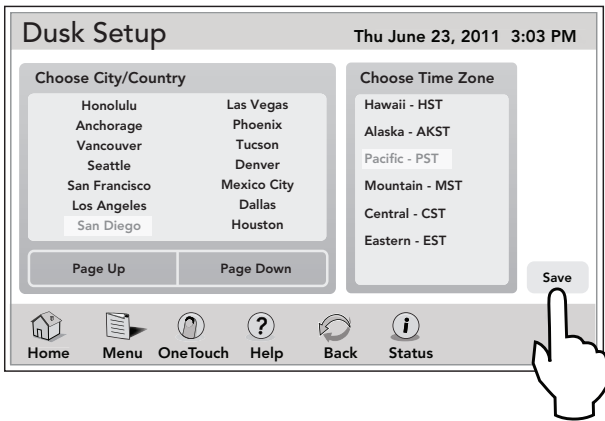 Dusk Setup
Thu June 23, 2011 3:03 PM
Choose City/Country
Honolulu
Anchorage
Vancouver
Seattle
San Francisco
Los Angeles
San Diego
Las Vegas
Phoenix
Tucson
Denver
Mexico City
Dallas
Houston
Page Up
Page Down
Choose Time Zone
Hawaii - HST
Alaska - AKST
Pacific - PST
Mountain - MST
Central - CST
Eastern - EST
Save
?
i
Home Menu OneTouch Help Back Status